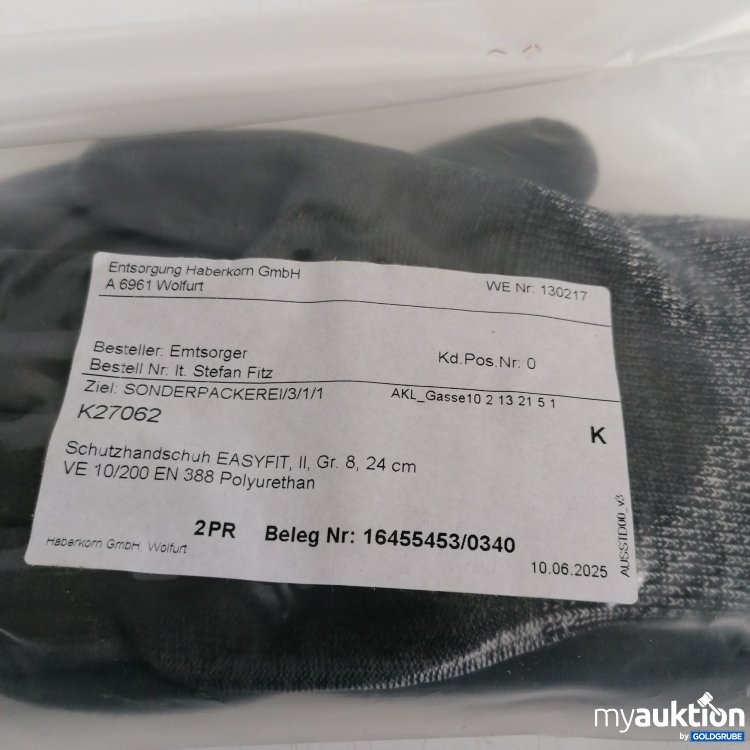 Entsorgung Haberkorn GmbH
A 6961 Wolfurt
WE Nr: 130217
Besteller: Emtsorger
Kd.Pos.Nr: 0
Bestell Nr: lt. Stefan Fitz
Ziel: SONDERPACKEREI/3/1/1
AKL_Gasse10 2 13 21 5 1
K27062
K
Schutzhandschuh EASYFIT, II, Gr. 8, 24 cm
VE 10/200 EN 388 Polyurethan
2PR Beleg Nr: 16455453/0340
Haberkorn GmbH, Wolfurt
10.06.2025
AUSSTD00_v3
myauktion
by GOLDGRUBE